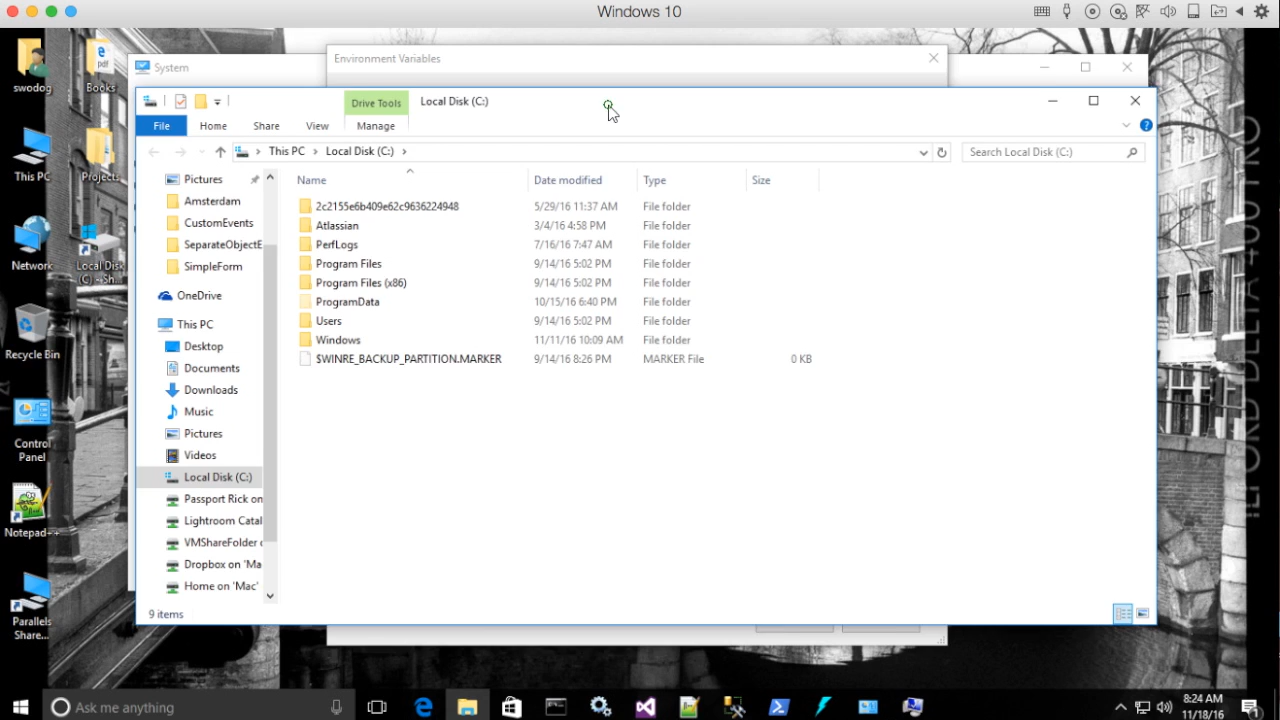 Windows 10
swodog
Books
This PC
Projects
Network
Local Disk
(C:) - Sh...
Recycle Bin
Control
Panel
Notepad++
Parallels
Share...
System
Environment Variables
Drive Tools
Local Disk (C:)
File
Home
Share
View
Manage
This PC
Local Disk (C:)
Search Local Disk (C:)
Pictures
Amsterdam
CustomEvents
SeparateObjectE
SimpleForm
OneDrive
This PC
Desktop
Documents
Downloads
Music
Pictures
Videos
Local Disk (C:)
Passport Rick on
Lightroom Catal
VMShareFolder
Dropbox on 'Ma
Home on 'Mac'
Name Date modified Type Size
2c2155e6b409e62c9636224948 5/29/16 11:37 AM File folder
Atlassian 3/4/16 4:58 PM File folder
PerfLogs 7/16/16 7:47 AM File folder
Program Files 9/14/16 5:02 PM File folder
Program Files (x86) 9/14/16 5:02 PM File folder
ProgramData 10/15/16 6:40 PM File folder
Users 9/14/16 5:02 PM File folder
Windows 11/11/16 10:09 AM File folder
$WINRE_BACKUP_PARTITION.MARKER 9/14/16 8:26 PM MARKER File 0 KB
9 items
ILFORD DELTA 400 PRO
Ask me anything
8:24 AM
11/18/16